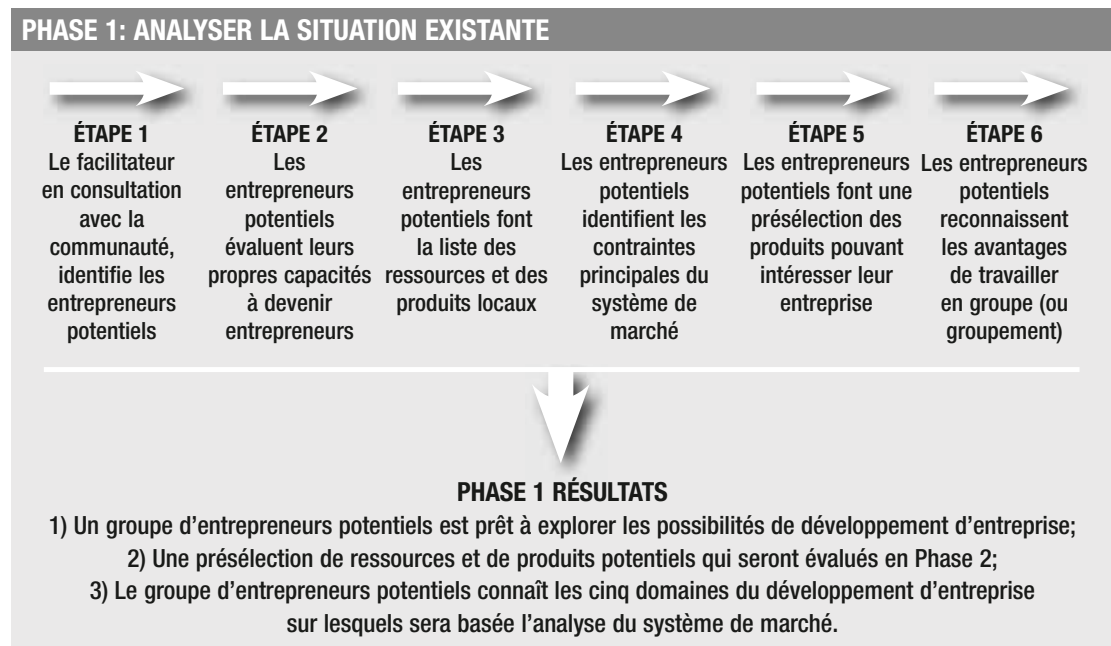 PHASE 1: ANALYSER LA SITUATION EXISTANTE
ÉTAPE 1
Le facilitateur
en consultation
avec la
communauté,
identifie les
entrepreneurs
potentiels
ÉTAPE 2
Les
entrepreneurs
potentiels
évaluent leurs
propres capacités
à devenir
entrepreneurs
ÉTAPE 3
Les
entrepreneurs
potentiels font
la liste des
ressources et des
produits locaux
ÉTAPE 4
Les entrepreneurs
potentiels
identifient les
contraintes
principales du
système de
marché
ÉTAPE 5
Les entrepreneurs
potentiels font une
présélection des
produits pouvant
intéresser leur
entreprise
ÉTAPE 6
Les entrepreneurs
potentiels
reconnaissent
les avantages
de travailler
en groupe (ou
groupement)
PHASE 1 RÉSULTATS
1) Un groupe d'entrepreneurs potentiels est prêt à explorer les possibilités de développement d'entreprise;
2) Une présélection de ressources et de produits potentiels qui seront évalués en Phase 2;
3) Le groupe d'entrepreneurs potentiels connaît les cinq domaines du développement d'entreprise
sur lesquels sera basée l'analyse du système de marché.